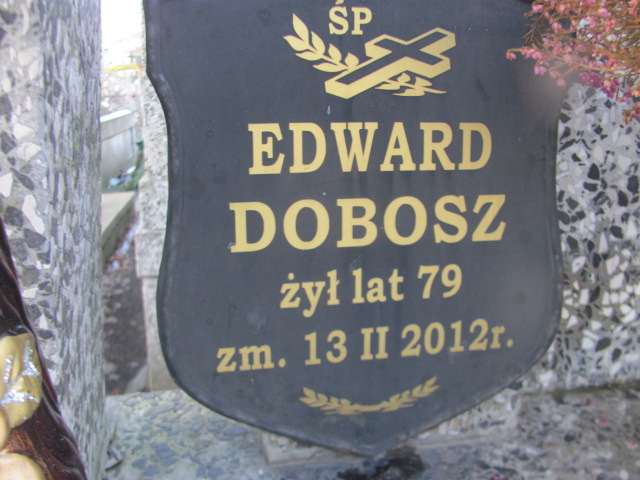 ŚP
EDWARD
DOBOSZ
żył lat 79
zm. 13 II 2012r.